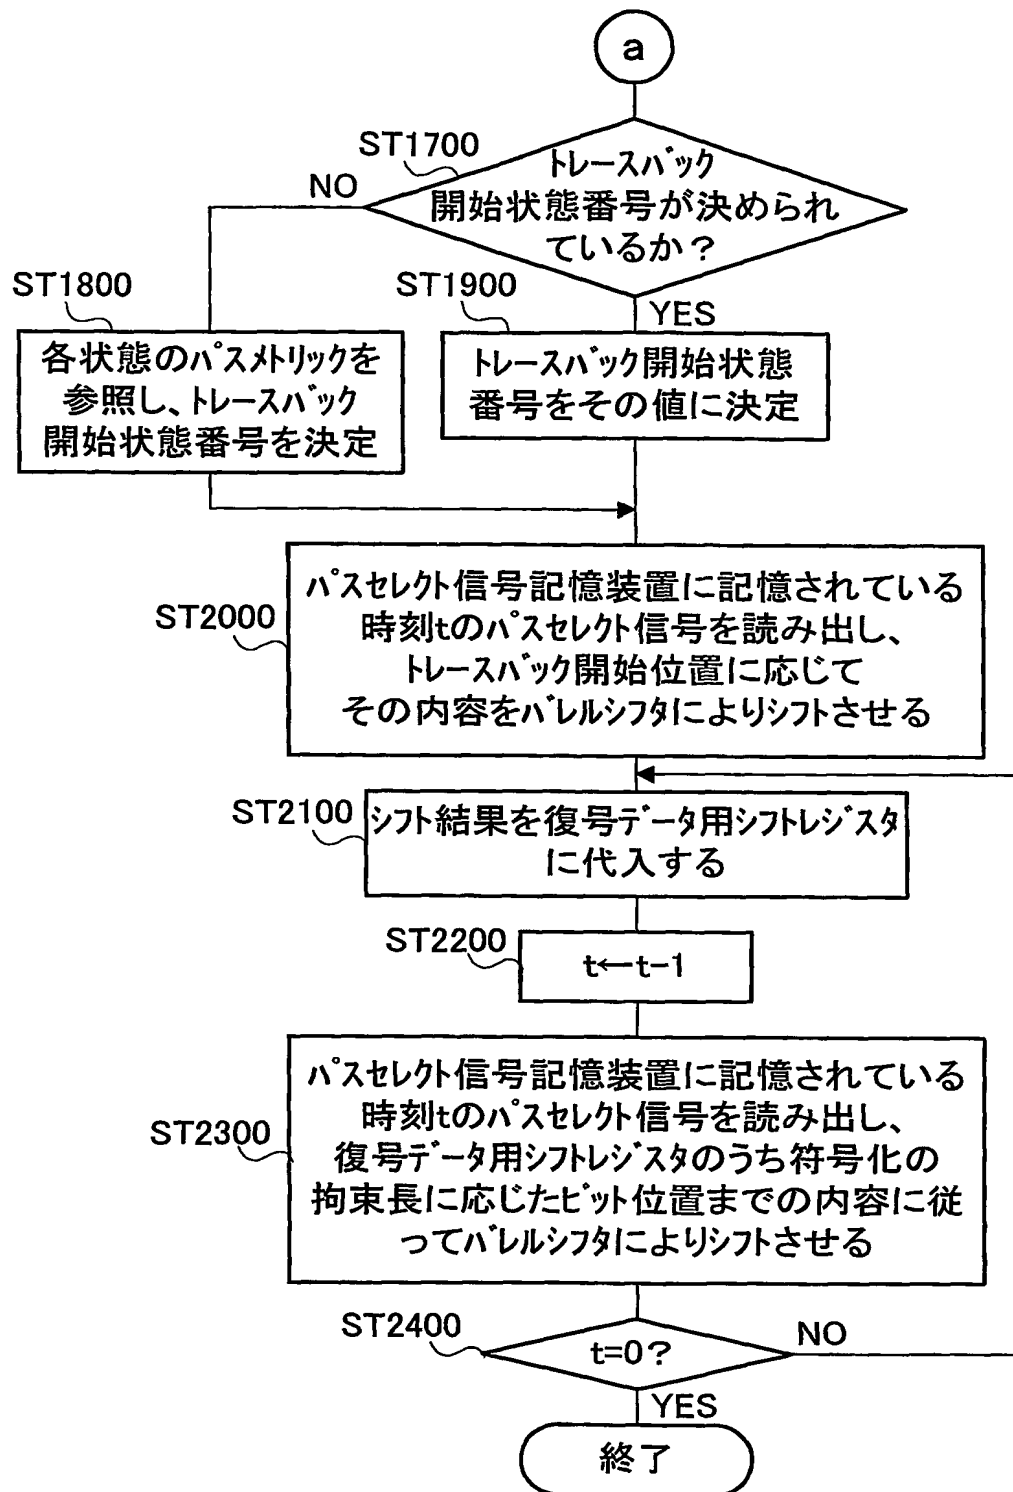 a
ST1700
トレースバック
開始状態番号が決められ
ているか?
NO
YES
ST1800
各状態のパスメトリックを
参照し、トレースバック
開始状態番号を決定
ST1900
トレースバック開始状態
番号をその値に決定
ST2000
パスセレクト信号記憶装置に記憶されている
時刻tのパスセレクト信号を読み出し、
トレースバック開始位置に応じて
その内容をバレルシフタによりシフトさせる
ST2100
シフト結果を復号データ用シフトレジスタ
に代入する
ST2200
t←t-1
ST2300
パスセレクト信号記憶装置に記憶されている
時刻tのパスセレクト信号を読み出し、
復号データ用シフトレジスタのうち符号化の
拘束長に応じたビット位置までの内容に従
ってバレルシフタによりシフトさせる
ST2400
t=0?
NO
YES
終了